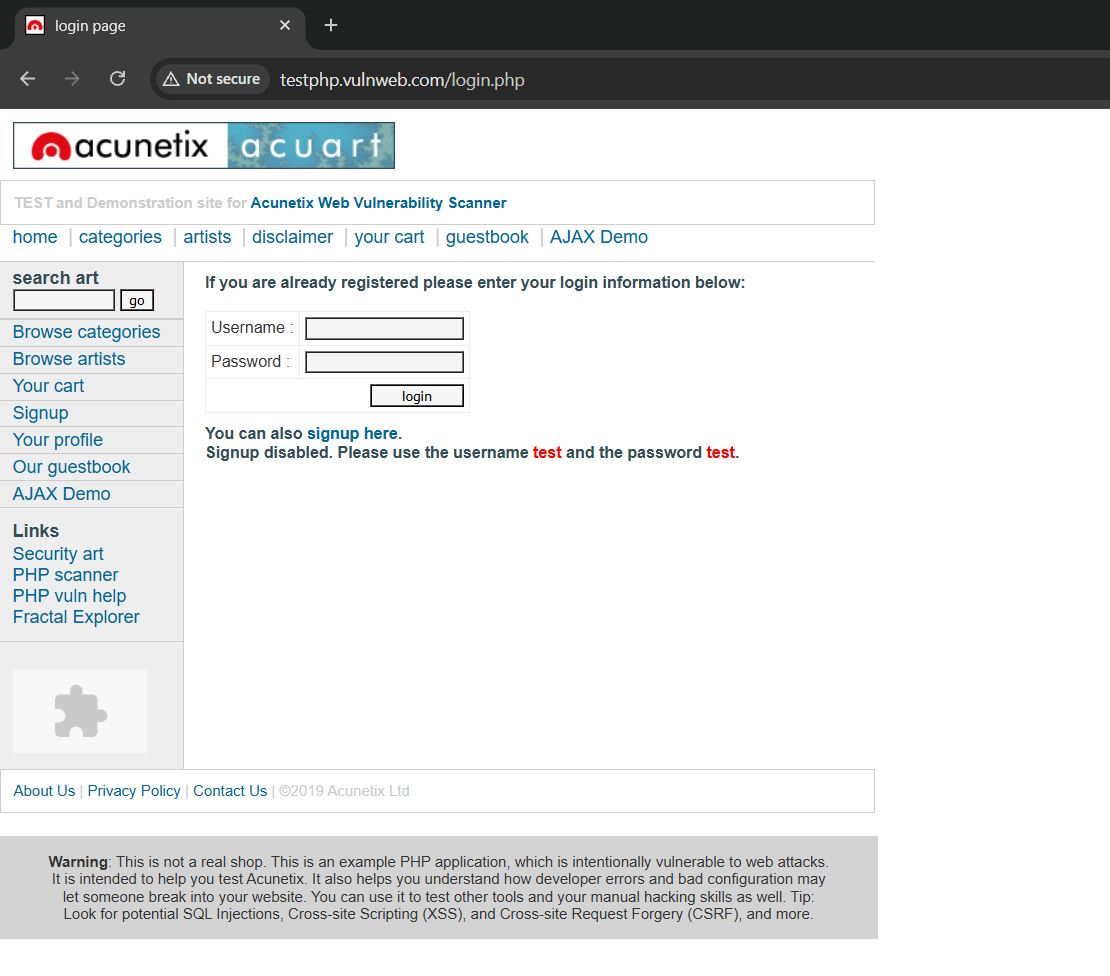 login page
Not secure testphp.vulnweb.com/login.php
acunetix acuart
TEST and Demonstration site for Acunetix Web Vulnerability Scanner
home | categories | artists | disclaimer | your cart | guestbook | AJAX Demo
search art
go
Browse categories
Browse artists
Your cart
Signup
Your profile
Our guestbook
AJAX Demo
Links
Security art
PHP scanner
PHP vuln help
Fractal Explorer
If you are already registered please enter your login information below:
Username :
Password :
login
You can also signup here.
Signup disabled. Please use the username test and the password test.
About Us | Privacy Policy | Contact Us | ©2019 Acunetix Ltd
Warning: This is not a real shop. This is an example PHP application, which is intentionally vulnerable to web attacks.
It is intended to help you test Acunetix. It also helps you understand how developer errors and bad configuration may
let someone break into your website. You can use it to test other tools and your manual hacking skills as well. Tip:
Look for potential SQL Injections, Cross-site Scripting (XSS), and Cross-site Request Forgery (CSRF), and more.